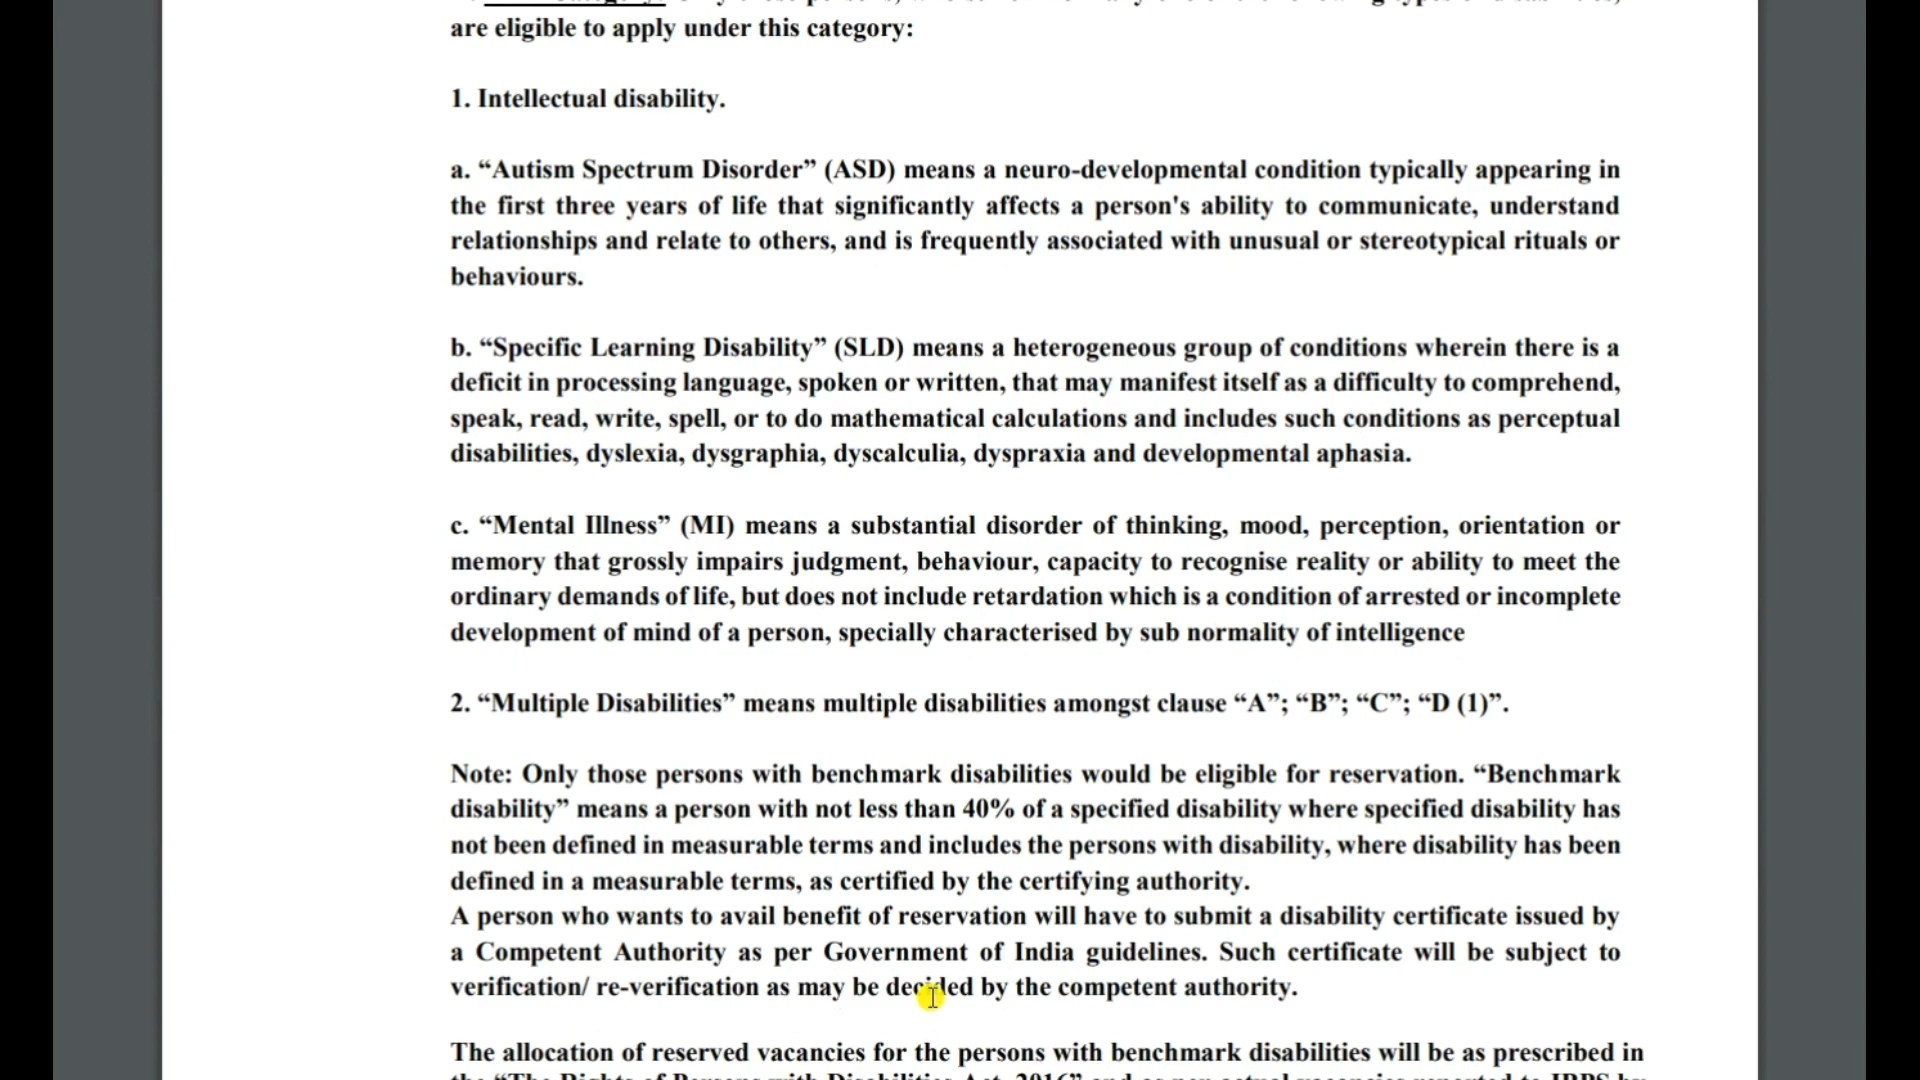 are eligible to apply under this category:
1. Intellectual disability.
a. “Autism Spectrum Disorder” (ASD) means a neuro-developmental condition typically appearing in
the first three years of life that significantly affects a person's ability to communicate, understand
relationships and relate to others, and is frequently associated with unusual or stereotypical rituals or
behaviours.
b. “Specific Learning Disability” (SLD) means a heterogeneous group of conditions wherein there is a
deficit in processing language, spoken or written, that may manifest itself as a difficulty to comprehend,
speak, read, write, spell, or to do mathematical calculations and includes such conditions as perceptual
disabilities, dyslexia, dysgraphia, dyscalculia, dyspraxia and developmental aphasia.
c. “Mental Illness” (MI) means a substantial disorder of thinking, mood, perception, orientation or
memory that grossly impairs judgment, behaviour, capacity to recognise reality or ability to meet the
ordinary demands of life, but does not include retardation which is a condition of arrested or incomplete
development of mind of a person, specially characterised by sub normality of intelligence
2. “Multiple Disabilities” means multiple disabilities amongst clause “A”; “B”; “C”; “D (1)”.
Note: Only those persons with benchmark disabilities would be eligible for reservation. “Benchmark
disability” means a person with not less than 40% of a specified disability where specified disability has
not been defined in measurable terms and includes the persons with disability, where disability has been
defined in a measurable terms, as certified by the certifying authority.
A person who wants to avail benefit of reservation will have to submit a disability certificate issued by
a Competent Authority as per Government of India guidelines. Such certificate will be subject to
verification/ re-verification as may be decided by the competent authority.
The allocation of reserved vacancies for the persons with benchmark disabilities will be as prescribed in